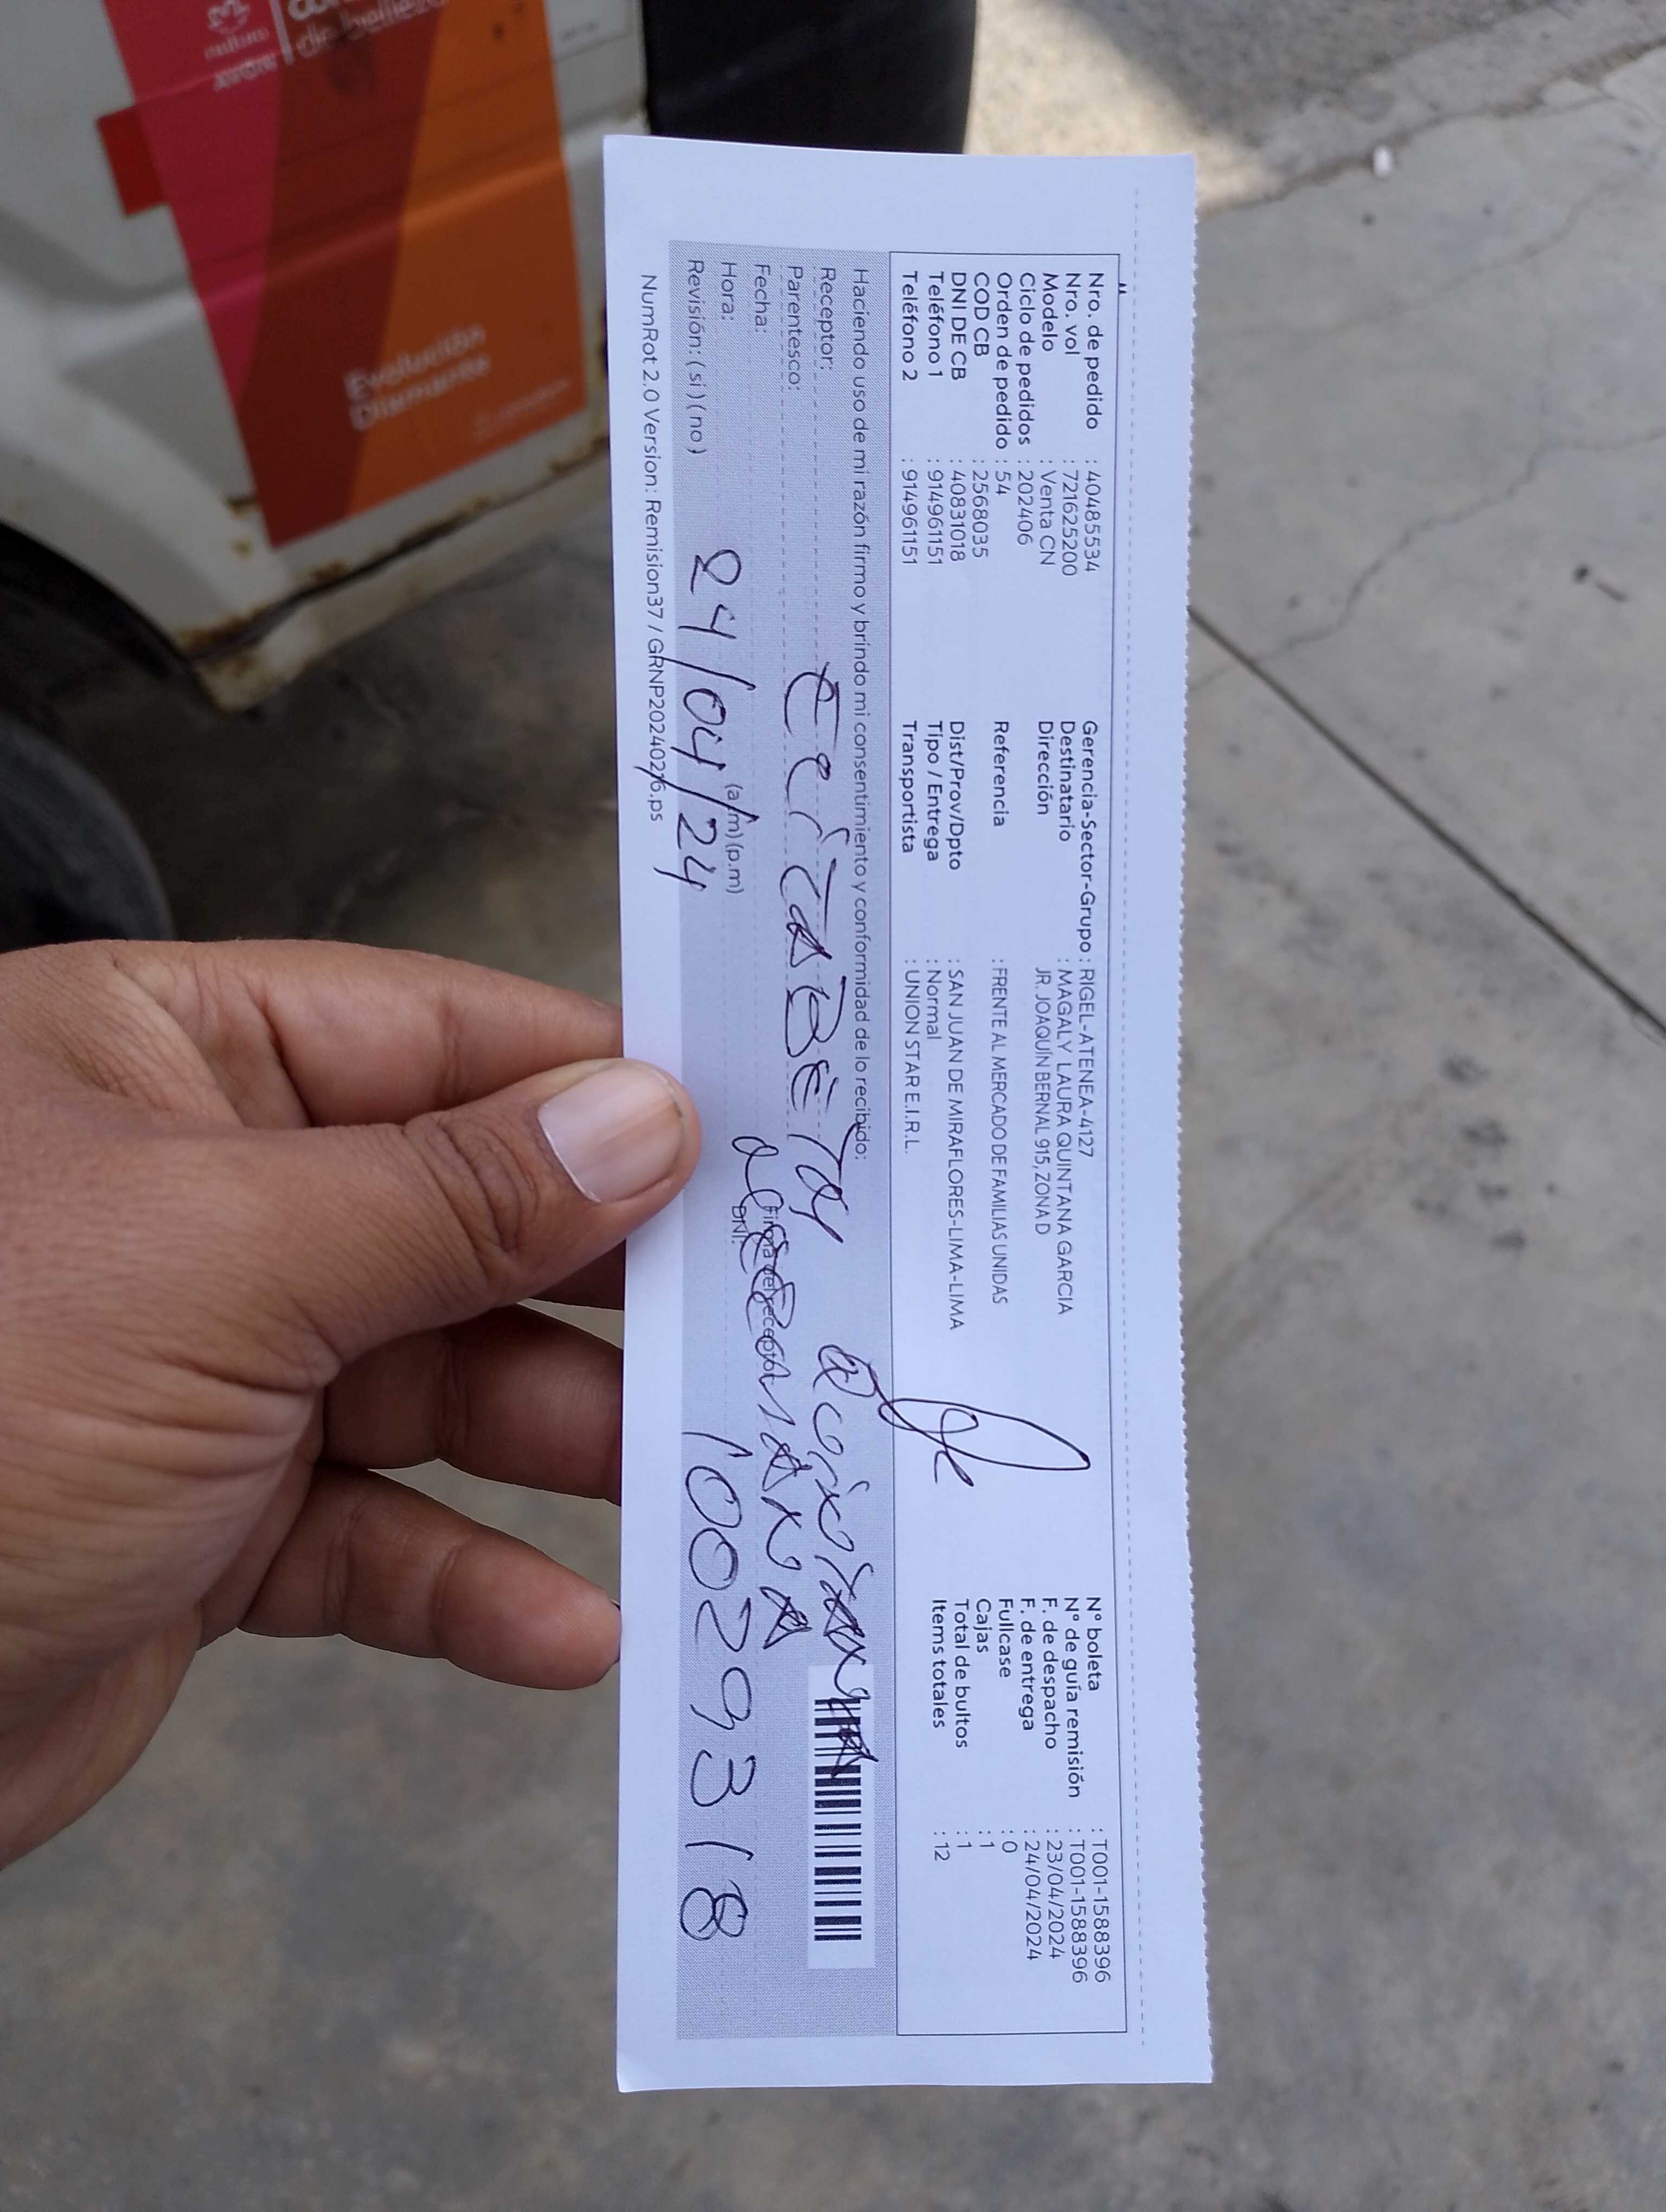 natura
AVON
de belleza
Evolución
Diamante
Nro. de pedido : 40485534
Nro. vol : 721625200
Modelo : Venta CN
Ciclo de pedidos : 202406
Orden de pedido : 54
COD CB : 2568035
DNI DE CB : 40831018
Teléfono 1 : 914961151
Teléfono 2 : 914961151
Gerencia-Sector-Grupo : RIGEL-ATENEA-4127
Destinatario : MAGALY LAURA QUINTANA GARCIA
Dirección JR. JOAQUÍN BERNAL 915, ZONA D
Referencia : FRENTE AL MERCADO DE FAMILIAS UNIDAS
Dist/Prov/Dpto : SAN JUAN DE MIRAFLORES-LIMA-LIMA
Tipo / Entrega : Normal
Transportista : UNION STAR E.I.R.L.
N° boleta : T001-1588396
N° de guía remisión : T001-1588396
F. de despacho : 23/04/2024
F. de entrega : 24/04/2024
Fullcase : 0
Cajas : 1
Total de bultos : 1
Items totales : 12
Haciendo uso de mi razón firmo y brindo mi consentimiento y conformidad de lo recibido:
Receptor:
Parentesco:
Fecha:
Hora: (a/m) (p.m)
Firma del receptor
DNI:
Revisión: ( si ) ( no )
24/04/24
10029318
NumRot 2.0 Version: Remision37 / GRNP20240216.ps